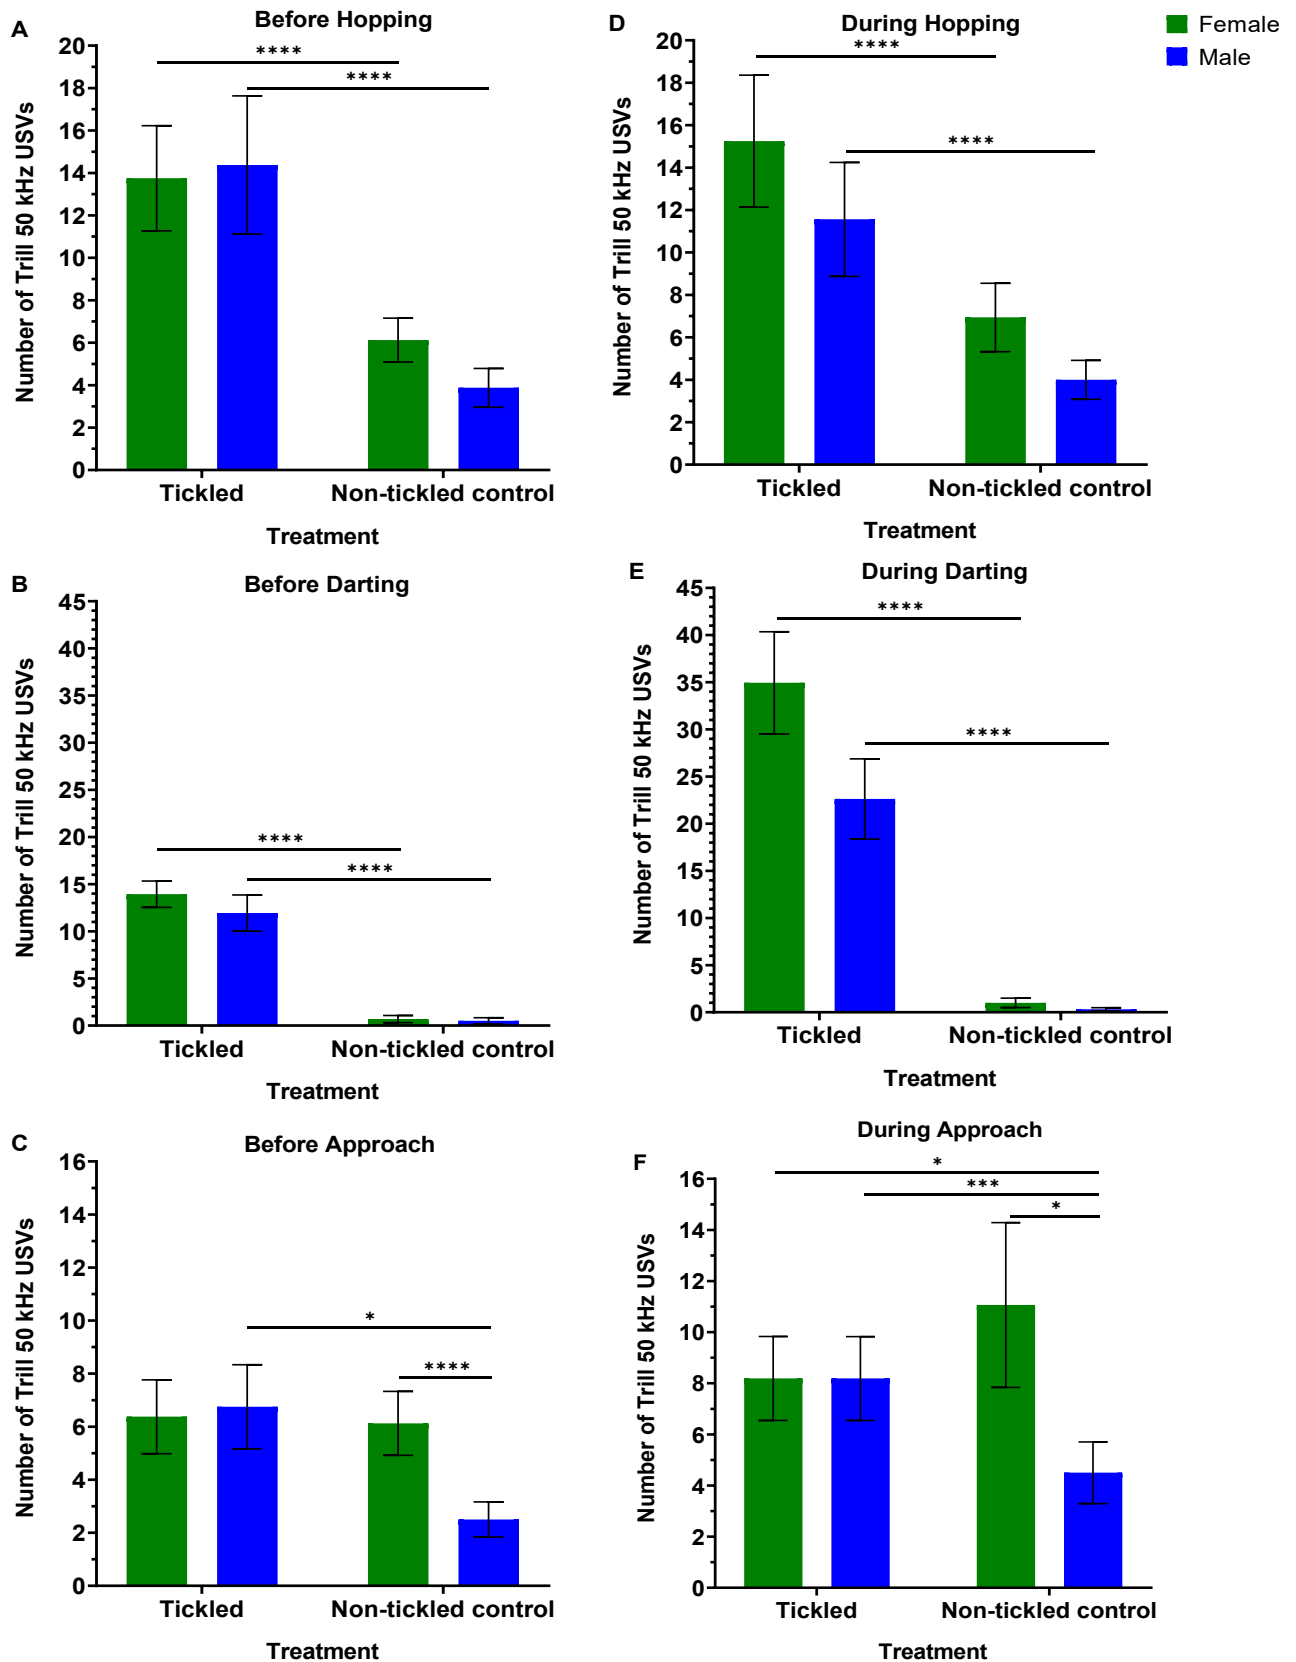 A
Before Hopping
****
****
Number of Trill 50 kHz USVs
20
18
16
14
12
10
8
6
4
2
0
Tickled
Non-tickled control
Treatment
D
During Hopping
****
****
Number of Trill 50 kHz USVs
20
18
16
14
12
10
8
6
4
2
0
Tickled
Non-tickled control
Treatment
Female
Male
B
Before Darting
****
****
Number of Trill 50 kHz USVs
45
40
35
30
25
20
15
10
5
0
Tickled
Non-tickled control
Treatment
E
During Darting
****
****
Number of Trill 50 kHz USVs
45
40
35
30
25
20
15
10
5
0
Tickled
Non-tickled control
Treatment
C
Before Approach
*
****
Number of Trill 50 kHz USVs
16
14
12
10
8
6
4
2
0
Tickled
Non-tickled control
Treatment
F
During Approach
*
***
*
Number of Trill 50 kHz USVs
16
14
12
10
8
6
4
2
0
Tickled
Non-tickled control
Treatment